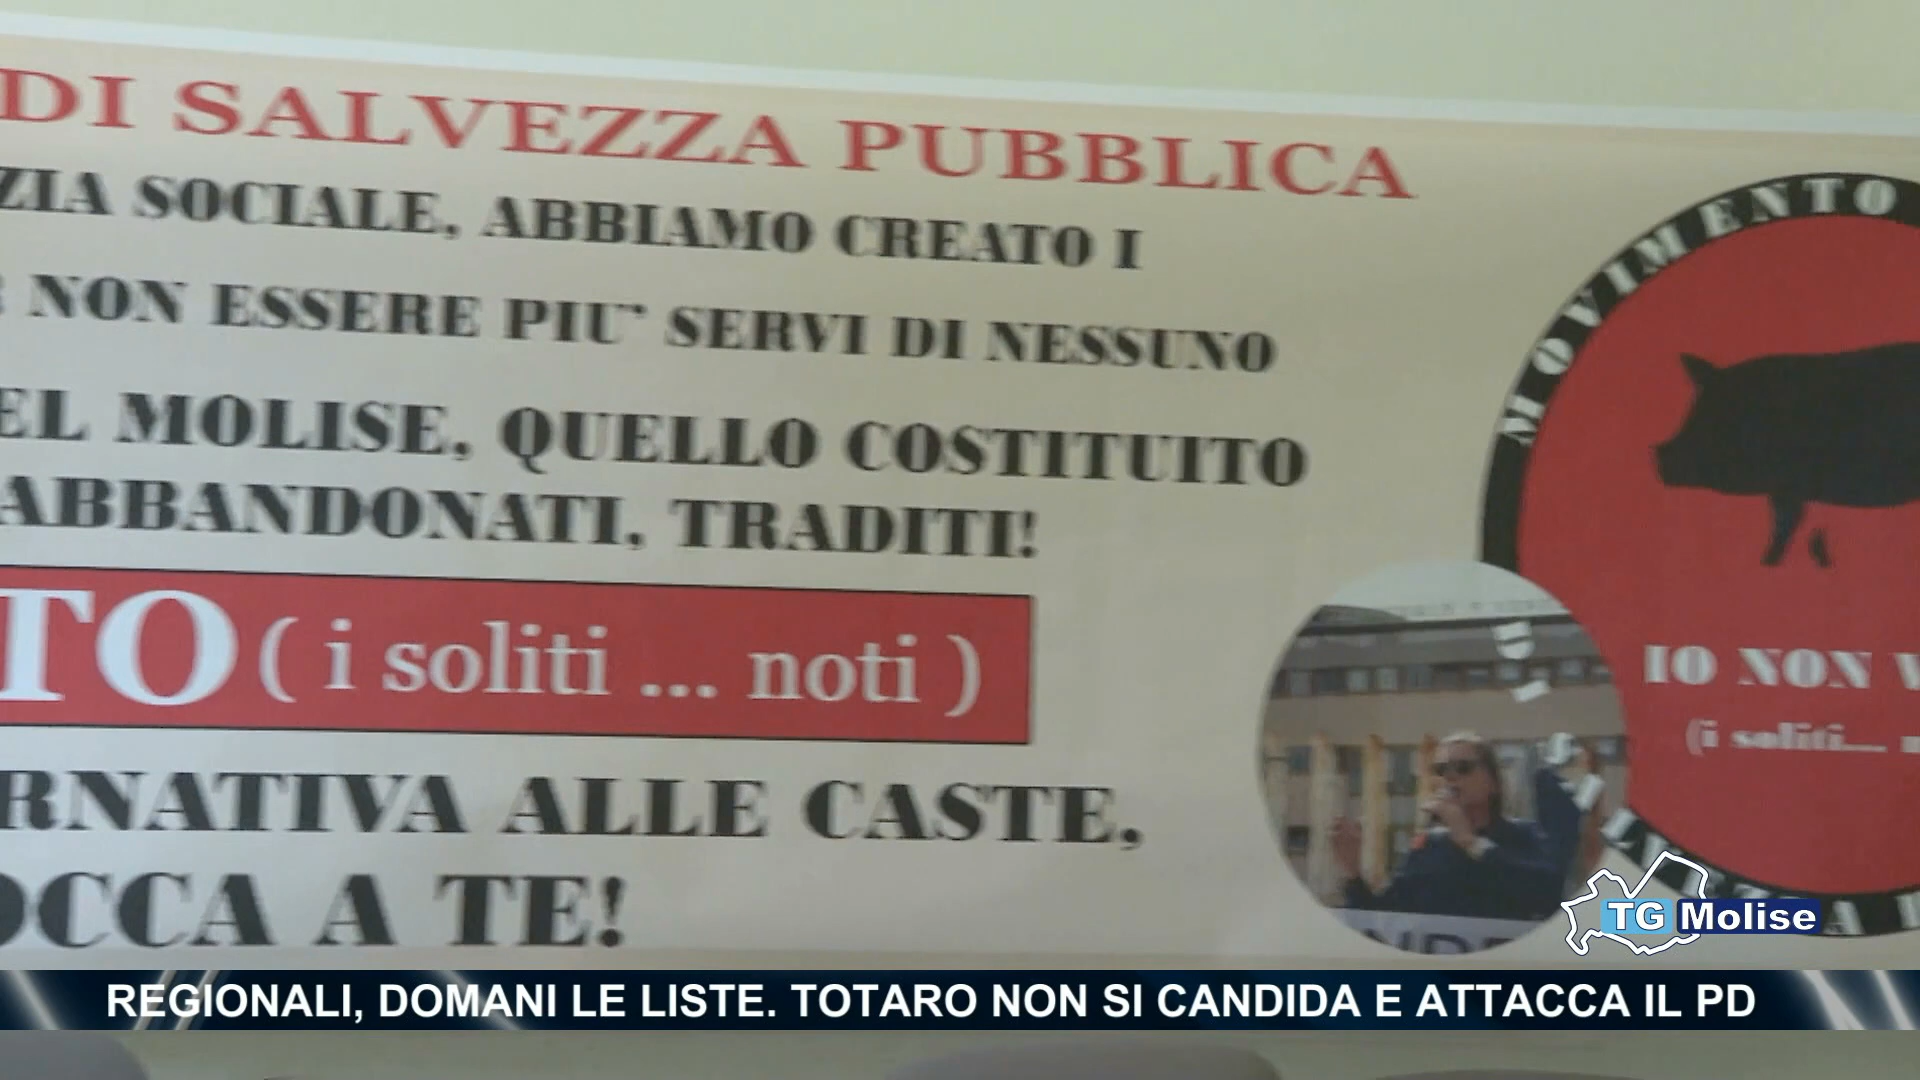 DI SALVEZZA PUBBLICA
ZIA SOCIALE, ABBIAMO CREATO I
NON ESSERE PIU' SERVI DI NESSUNO
EL MOLISE, QUELLO COSTITUITO
ABBANDONATI, TRADITI!
TO ( i soliti ... noti )
RNATIVA ALLE CASTE,
OCCA A TE!
MOVIMENTO
IO NON V
(i soliti...
TG Molise
REGIONALI, DOMANI LE LISTE. TOTARO NON SI CANDIDA E ATTACCA IL PD